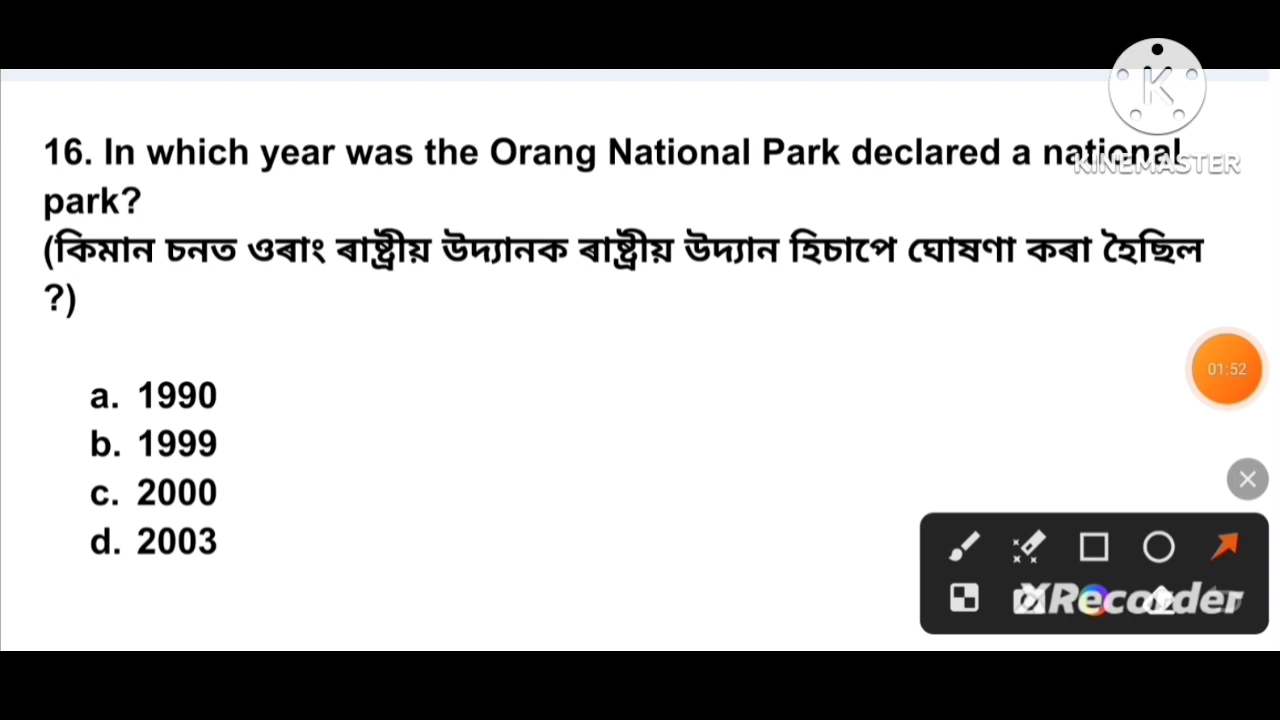 K
KINEMASTER
16. In which year was the Orang National Park declared a national
park?
(কিমান চনত ওৰাং ৰাষ্ট্ৰীয় উদ্যানক ৰাষ্ট্ৰীয় উদ্যান হিচাপে ঘোষণা কৰা হৈছিল
?)
01:52
a. 1990
b. 1999
c. 2000
d. 2003
XRecorder